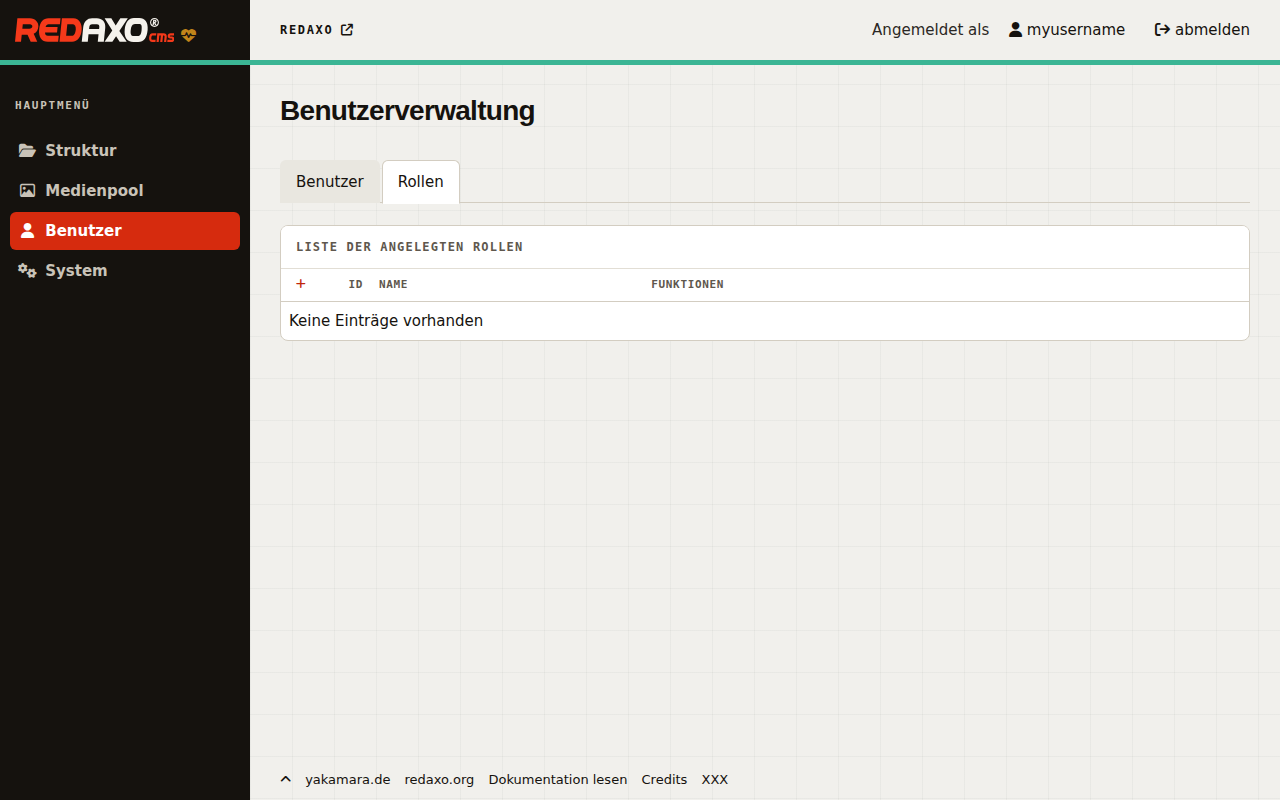 REDAXO® cms
REDAXO
Angemeldet als myusername abmelden
HAUPTMENÜ
Struktur
Medienpool
Benutzer
System
Benutzerverwaltung
Benutzer Rollen
LISTE DER ANGELEGTEN ROLLEN
+ ID NAME FUNKTIONEN
Keine Einträge vorhanden
yakamara.de redaxo.org Dokumentation lesen Credits XXX